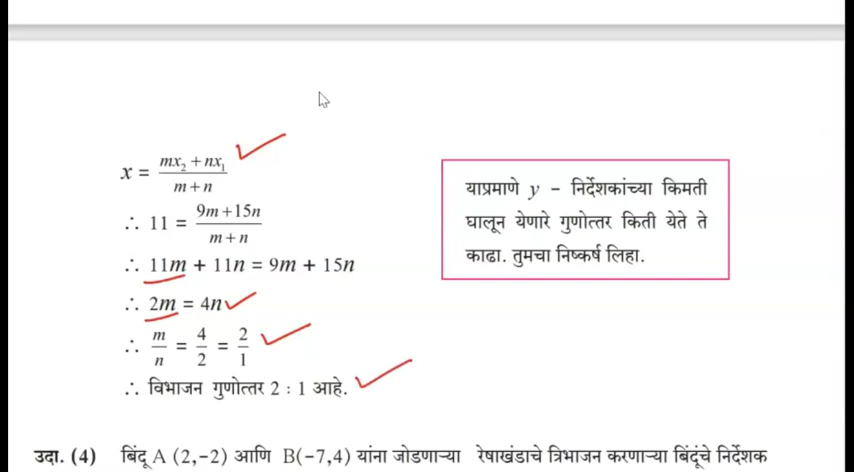 x = mx₂ + nx₁ / m + n
∴ 11 = 9m + 15n / m + n
∴ 11m + 11n = 9m + 15n
∴ 2m = 4n
∴ m/n = 4/2 = 2/1
∴ विभाजन गुणोत्तर 2 : 1 आहे.
याप्रमाणे y - निर्देशकांच्या किमती
घालून येणारे गुणोत्तर किती येते ते
काढा. तुमचा निष्कर्ष लिहा.
उदा. (4) बिंदू A (2,-2) आणि B(-7,4) यांना जोडणाऱ्या रेषाखंडाचे त्रिभाजन करणाऱ्या बिंदूंचे निर्देशक